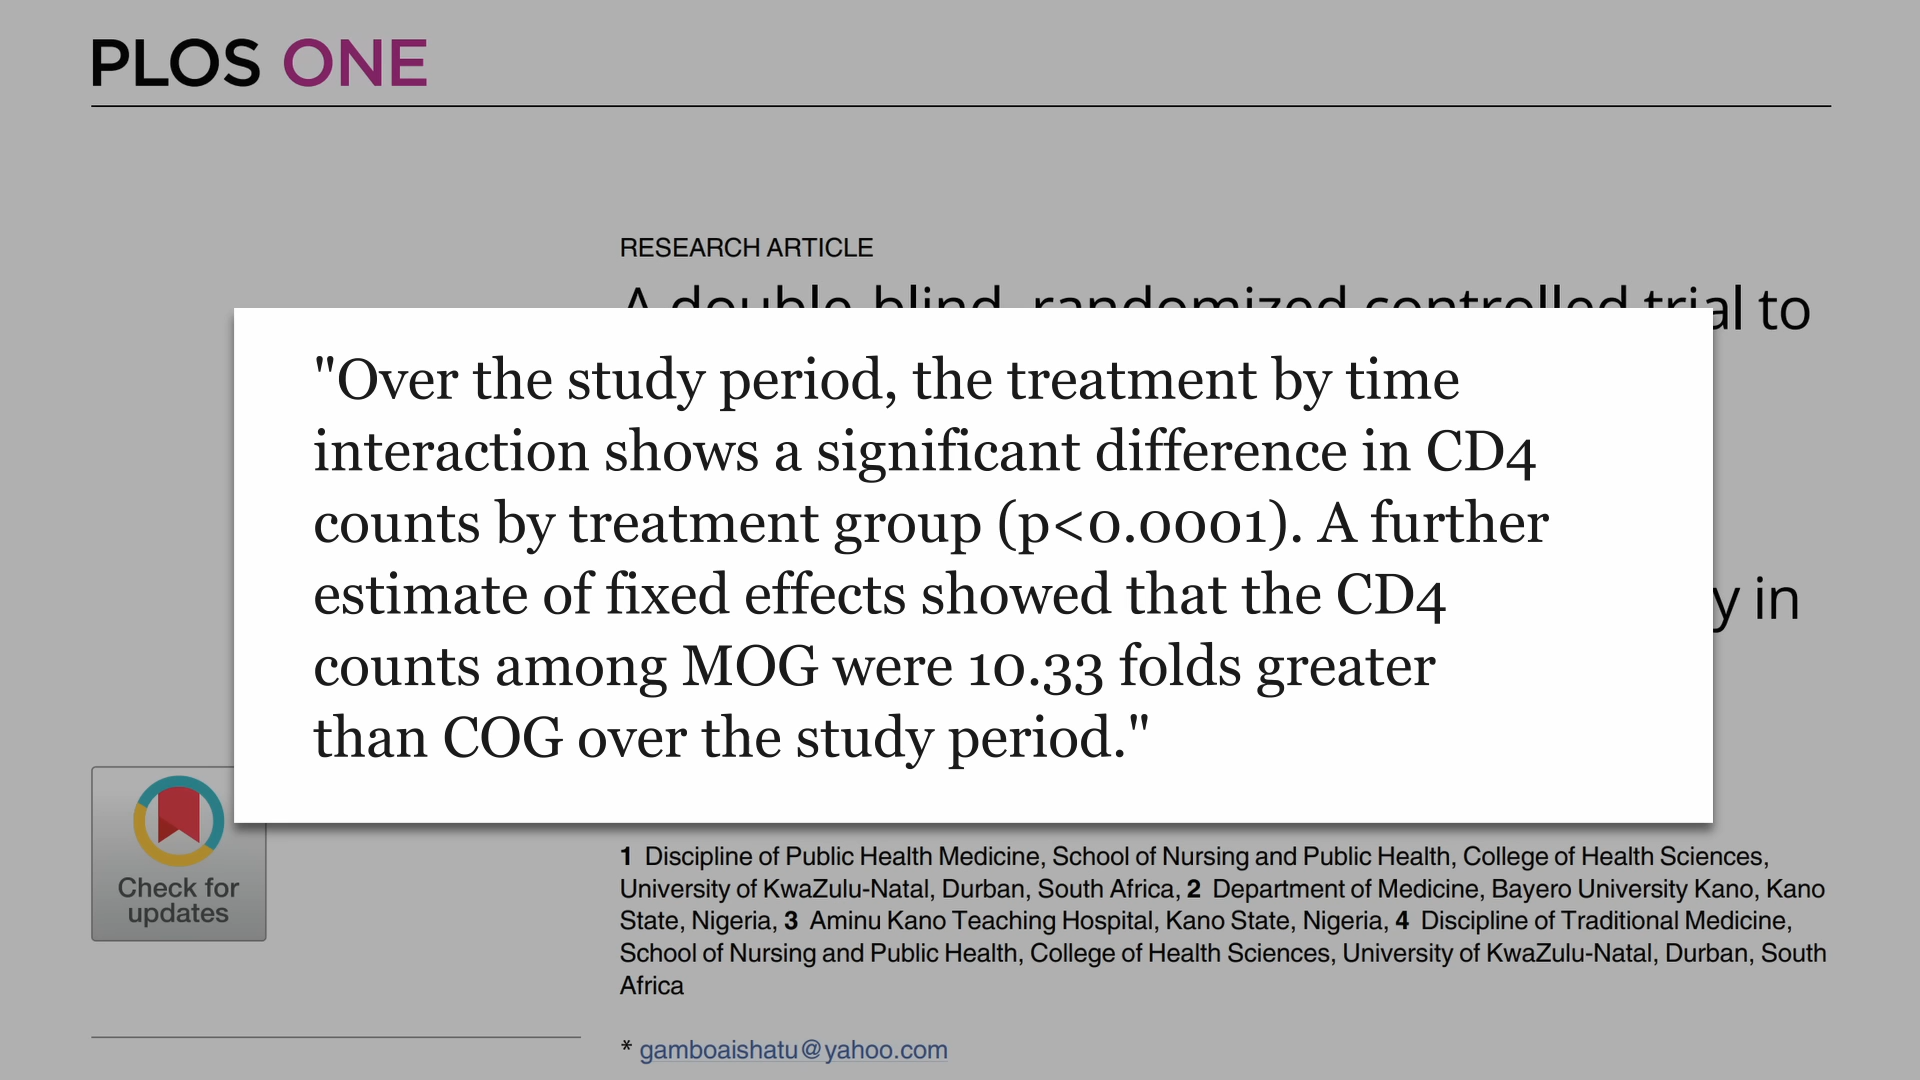 PLOS ONE
RESEARCH ARTICLE
A double-blind, randomized controlled trial to
"Over the study period, the treatment by time
interaction shows a significant difference in CD4
counts by treatment group (p<0.0001). A further
estimate of fixed effects showed that the CD4
counts among MOG were 10.33 folds greater
than COG over the study period."
y in
Check for
updates
1 Discipline of Public Health Medicine, School of Nursing and Public Health, College of Health Sciences,
University of KwaZulu-Natal, Durban, South Africa, 2 Department of Medicine, Bayero University Kano, Kano
State, Nigeria, 3 Aminu Kano Teaching Hospital, Kano State, Nigeria, 4 Discipline of Traditional Medicine,
School of Nursing and Public Health, College of Health Sciences, University of KwaZulu-Natal, Durban, South
Africa
* gamboaishatu@yahoo.com